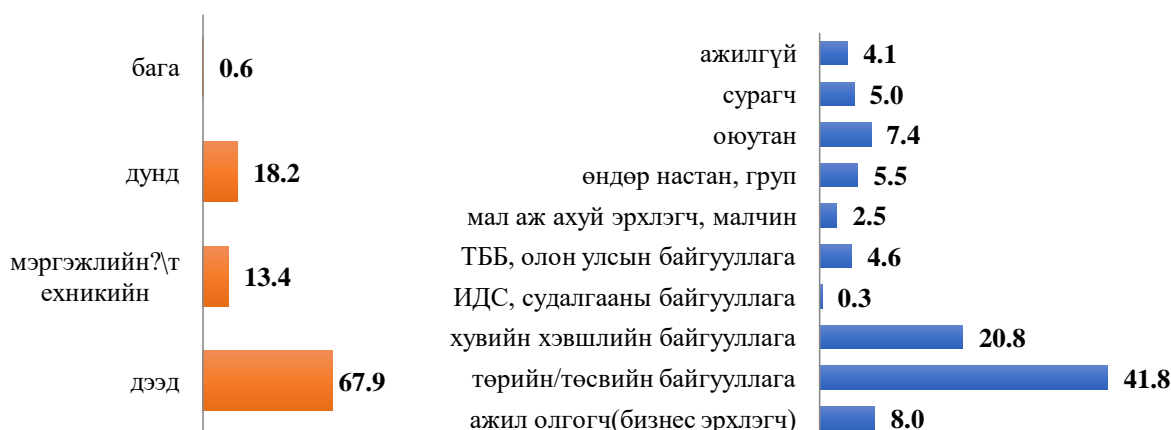 бага 0.6
дунд 18.2
мэргэжлийн?\т
ехникийн 13.4
дээд 67.9
ажилгүй 4.1
сурагч 5.0
оюутан 7.4
өндөр настан, груп 5.5
мал аж ахуй эрхлэгч, малчин 2.5
ТББ, олон улсын байгууллага 4.6
ИДС, судалгааны байгууллага 0.3
хувийн хэвшлийн байгууллага 20.8
төрийн/төсвийн байгууллага 41.8
ажил олгогч(бизнес эрхлэгч) 8.0